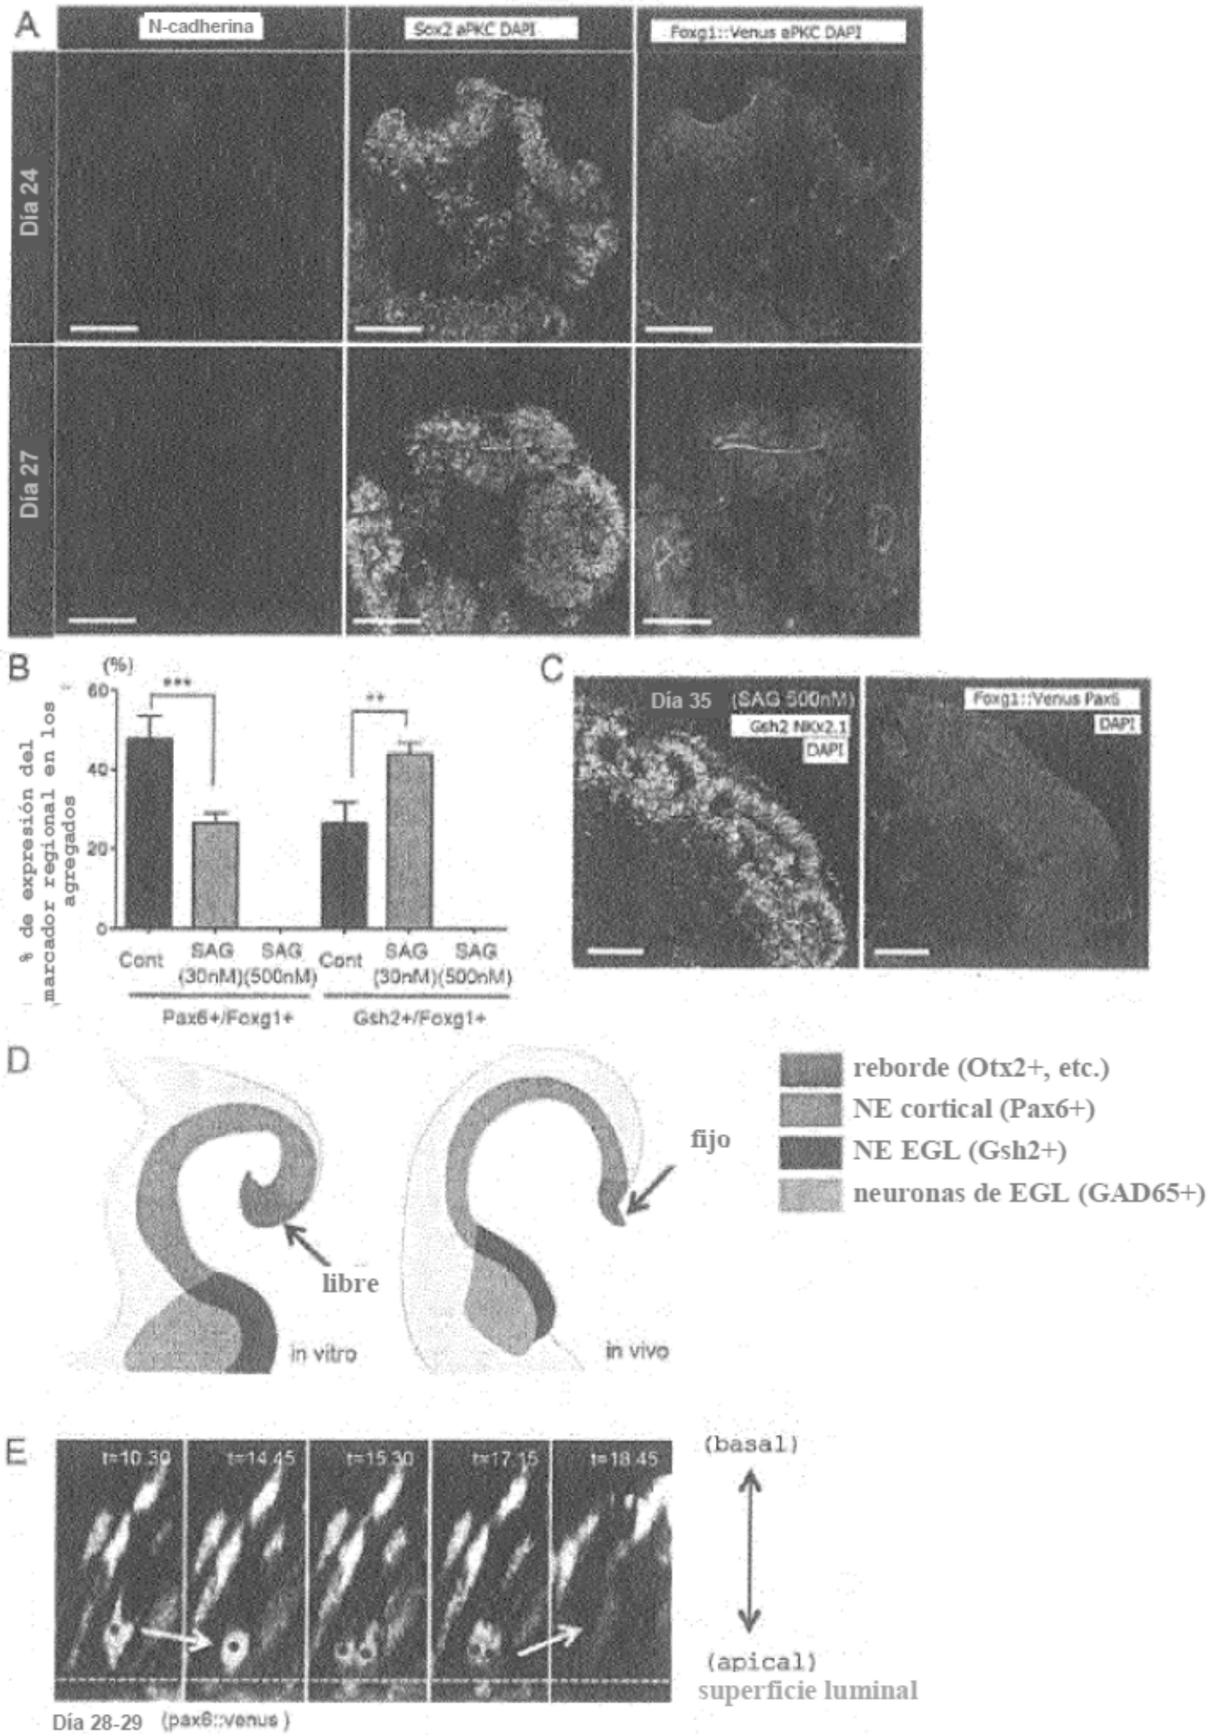 A
N-cadherina
Sox2 aPKC DAPI
Foxg1::Venus aPKC DAPI
Día 24
Día 27
B
(%)
% de expresión del
marcador regional en los
agregados
60
40
20
0
***
**
Cont
SAG
(30nM)
SAG
(500nM)
Cont
SAG
(30nM)
SAG
(500nM)
Pax6+/Foxg1+
Gsh2+/Foxg1+
C
Día 35 (SAG 500nM)
Gsh2 NKx2.1
DAPI
Foxg1::Venus Pax6
DAPI
D
libre
in vitro
fijo
in vivo
reborde (Otx2+, etc.)
NE cortical (Pax6+)
NE EGL (Gsh2+)
neuronas de EGL (GAD65+)
E
t=10.30
t=14.45
t=15.30
t=17.15
t=18.45
(basal)
(apical)
superficie luminal
Día 28-29 (pax6::venus)